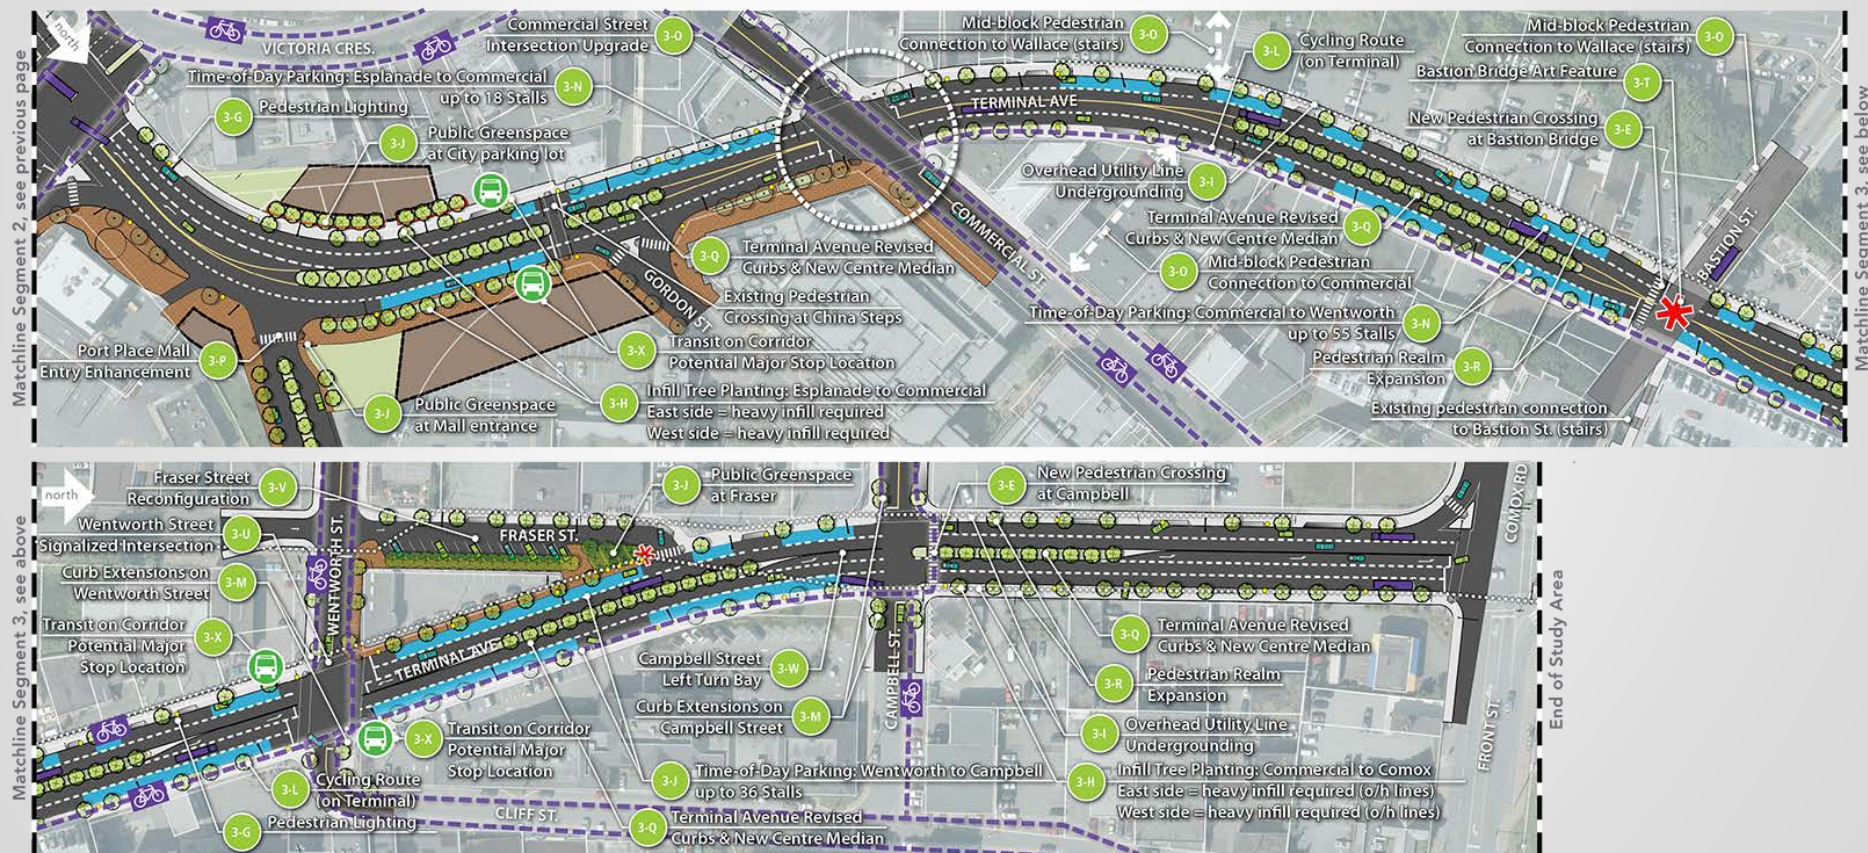 Matchline Segment 2, see previous page
north
VICTORIA CRES.
Commercial Street
Intersection Upgrade
3-O
Time-of-Day Parking: Esplanade to Commercial
up to 18 Stalls
3-N
3-G
Pedestrian Lighting
3-J
Public Greenspace
at City parking lot
Mid-block Pedestrian
Connection to Wallace (stairs)
3-O
3-L
Cycling Route
(on Terminal)
Mid-block Pedestrian
Connection to Wallace (stairs)
3-O
Bastion Bridge Art Feature
3-T
New Pedestrian Crossing
at Bastion Bridge
3-E
TERMINAL AVE
Overhead Utility Line
Undergrounding
3-I
Terminal Avenue Revised
Curbs & New Centre Median
3-Q
3-O
Mid-block Pedestrian
Connection to Commercial
Time-of-Day Parking: Commercial to Wentworth
up to 55 Stalls
3-N
Pedestrian Realm
Expansion
3-R
Existing pedestrian connection
to Bastion St. (stairs)
BASTION ST.
COMMERCIAL ST.
GORDON ST.
3-Q
Terminal Avenue Revised
Curbs & New Centre Median
Existing Pedestrian
Crossing at China Steps
3-X
Transit on Corridor
Potential Major Stop Location
3-H
Infill Tree Planting: Esplanade to Commercial
East side = heavy infill required
West side = heavy infill required
Port Place Mall
Entry Enhancement
3-P
3-J
Public Greenspace
at Mall entrance
Matchline Segment 3, see below
Matchline Segment 3, see above
north
Fraser Street
Reconfiguration
3-V
Wentworth Street
Signalized Intersection
3-U
Curb Extensions on
Wentworth Street
3-M
Transit on Corridor
Potential Major
Stop Location
3-X
WENTWORTH ST.
FRASER ST.
3-J
Public Greenspace
at Fraser
3-E
New Pedestrian Crossing
at Campbell
COMOX RD
TERMINAL AVE
Campbell Street
Left Turn Bay
3-W
Curb Extensions on
Campbell Street
3-M
CAMPBELL ST.
3-Q
Terminal Avenue Revised
Curbs & New Centre Median
3-R
Pedestrian Realm
Expansion
3-I
Overhead Utility Line
Undergrounding
3-H
Infill Tree Planting: Commercial to Comox
East side = heavy infill required (o/h lines)
West side = heavy infill required (o/h lines)
FRONT ST.
3-X
Transit on Corridor
Potential Major
Stop Location
3-J
Time-of-Day Parking: Wentworth to Campbell
up to 36 Stalls
3-L
Cycling Route
(on Terminal)
3-G
Pedestrian Lighting
CLIFF ST.
3-Q
Terminal Avenue Revised
Curbs & New Centre Median
End of Study Area